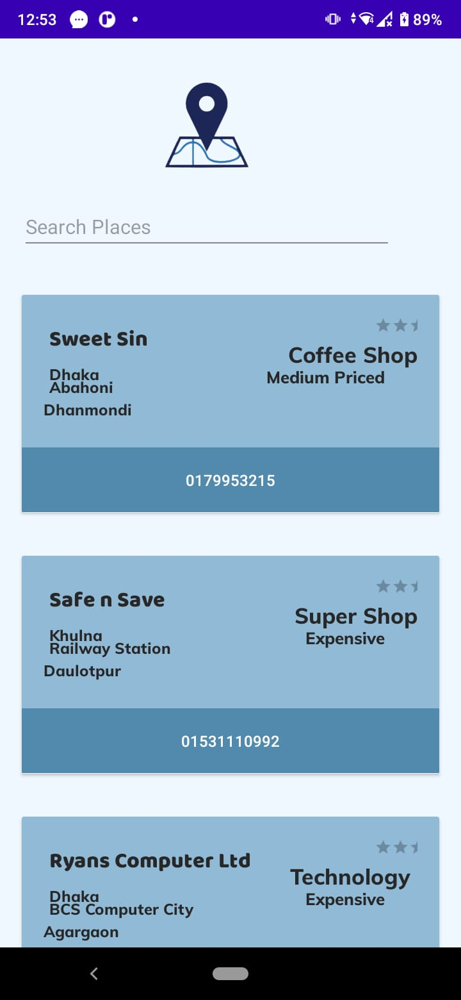 12:53
4
89%
Search Places
Sweet Sin
Coffee Shop
Dhaka
Medium Priced
Abahoni
Dhanmondi
0179953215
Safe n Save
Super Shop
Khulna
Expensive
Railway Station
Daulotpur
01531110992
Ryans Computer Ltd
Technology
Dhaka
Expensive
BCS Computer City
Agargaon